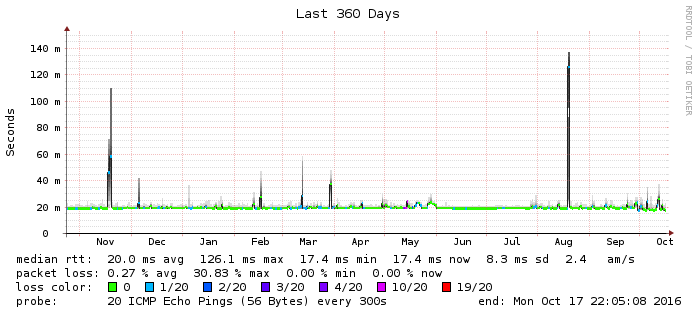 Last 360 Days
RRDTOOL / TOBI OETIKER
Seconds
140 m
120 m
100 m
80 m
60 m
40 m
20 m
0
Nov Dec Jan Feb Mar Apr May Jun Jul Aug Sep Oct
median rtt: 20.0 ms avg 126.1 ms max 17.4 ms min 17.4 ms now 8.3 ms sd 2.4 am/s
packet loss: 0.27 % avg 30.83 % max 0.00 % min 0.00 % now
loss color: 0 1/20 2/20 3/20 4/20 10/20 19/20
probe: 20 ICMP Echo Pings (56 Bytes) every 300s end: Mon Oct 17 22:05:08 2016